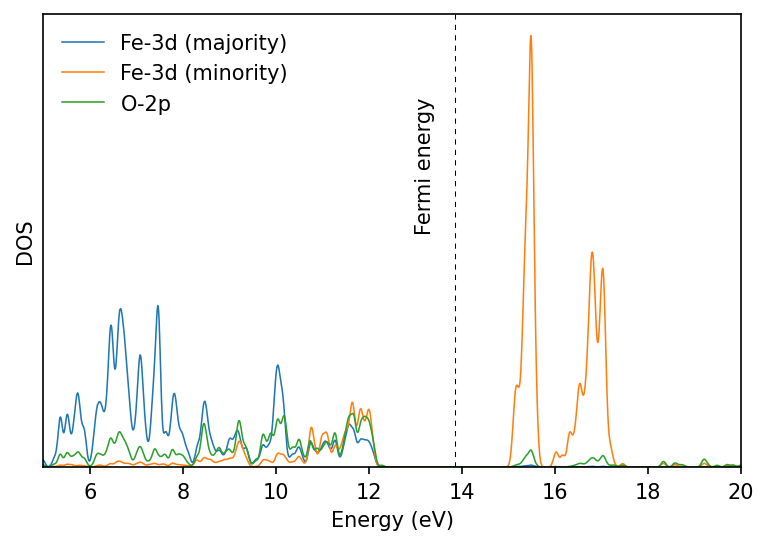 Fe-3d (majority)
Fe-3d (minority)
O-2p
Fermi energy
DOS
6 8 10 12 14 16 18 20
Energy (eV)